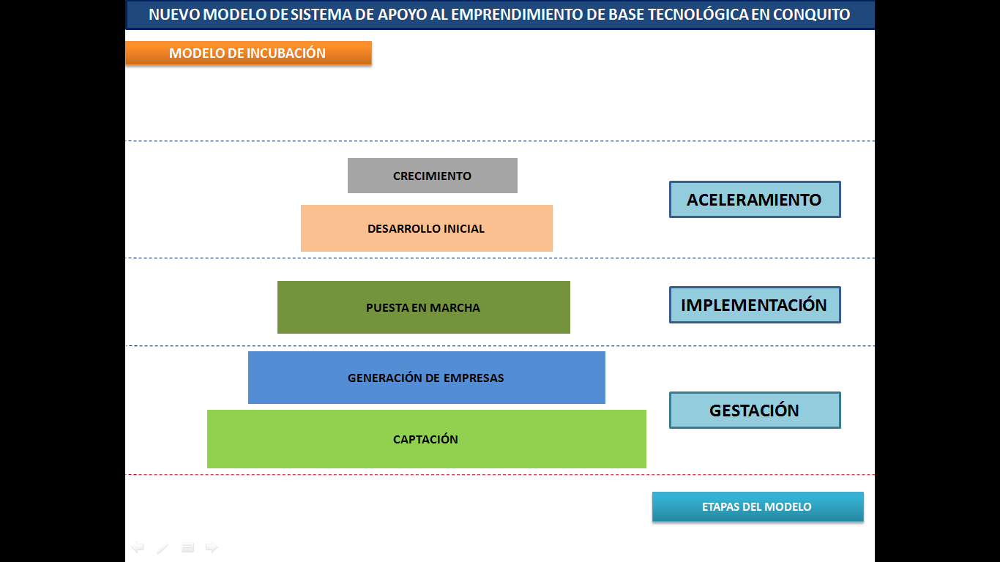 NUEVO MODELO DE SISTEMA DE APOYO AL EMPRENDIMIENTO DE BASE TECNOLÓGICA EN CONQUITO
MODELO DE INCUBACIÓN
CRECIMIENTO
ACELERAMIENTO
DESARROLLO INICIAL
PUESTA EN MARCHA
IMPLEMENTACIÓN
GENERACIÓN DE EMPRESAS
GESTACIÓN
CAPTACIÓN
ETAPAS DEL MODELO